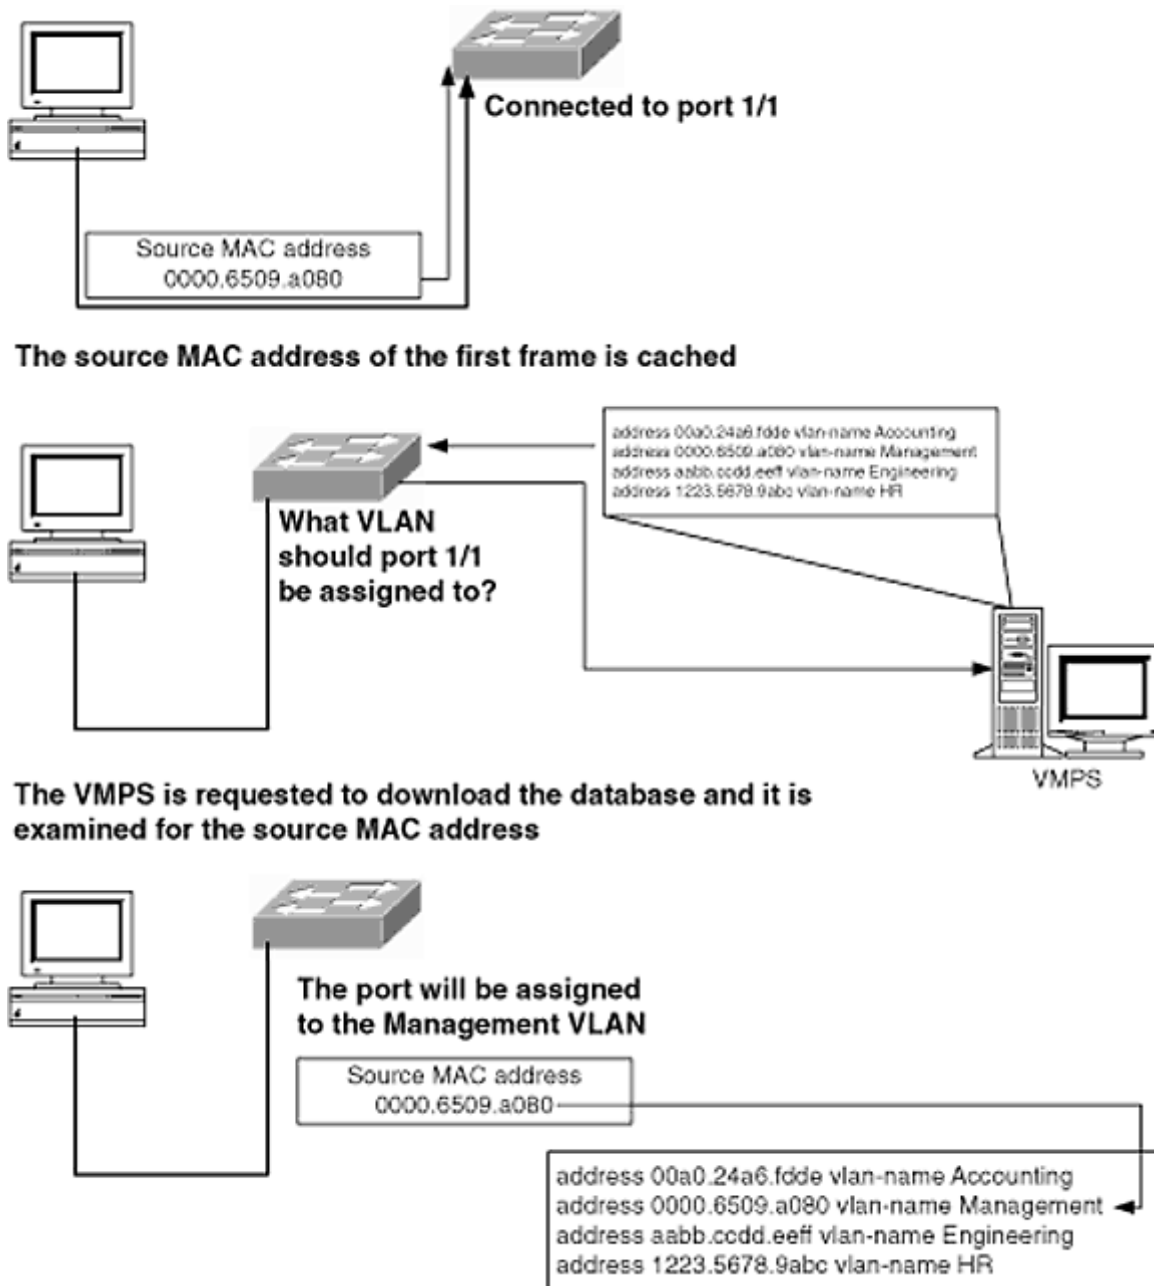 Connected to port 1/1
Source MAC address
0000.6509.a080
The source MAC address of the first frame is cached
address 00a0.24a6.fdde vlan-name Accounting
address 0000.6509.a080 vlan-name Management
address aabb.ccdd.eeff vlan-name Engineering
address 1223.5678.9abc vlan-name HR
What VLAN
should port 1/1
be assigned to?
VMPS
The VMPS is requested to download the database and it is
examined for the source MAC address
The port will be assigned
to the Management VLAN
Source MAC address
0000.6509.a080
address 00a0.24a6.fdde vlan-name Accounting
address 0000.6509.a080 vlan-name Management
address aabb.ccdd.eeff vlan-name Engineering
address 1223.5678.9abc vlan-name HR